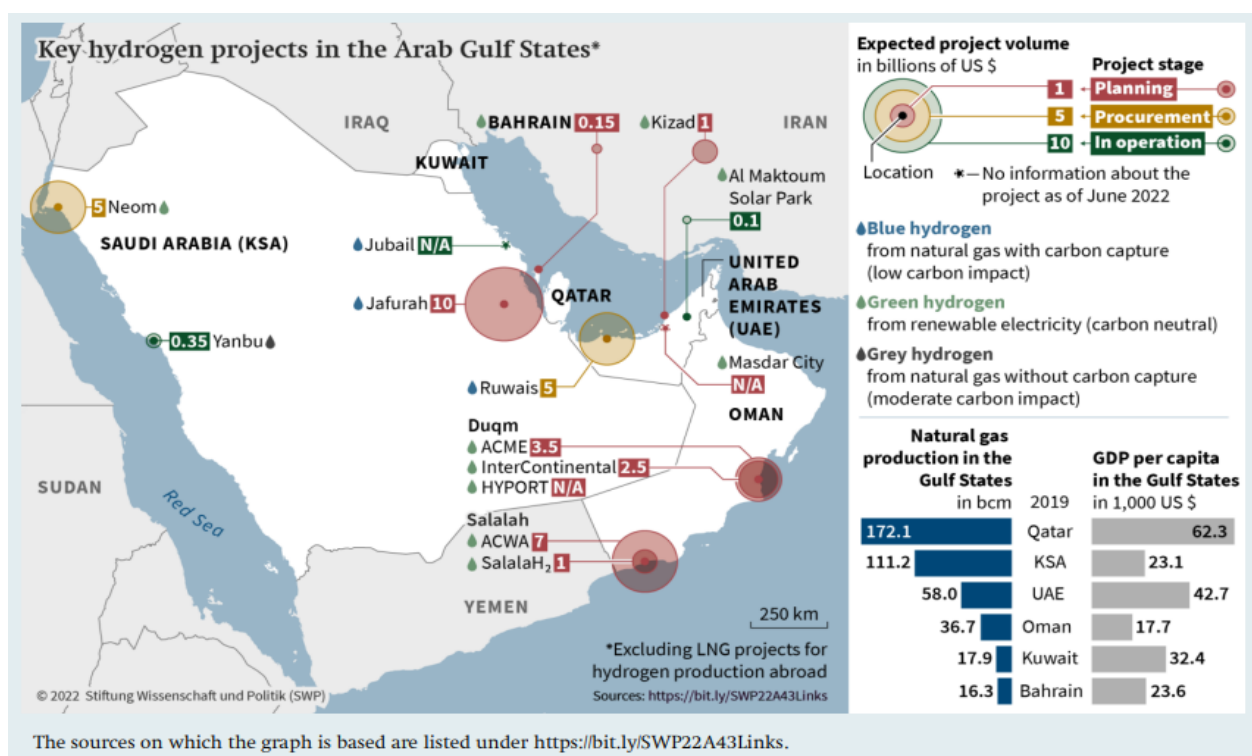 Key hydrogen projects in the Arab Gulf States*
IRAQ
BAHRAIN 0.15
Kizad 1
IRAN
KUWAIT
Al Maktoum
Solar Park
0.1
5 Neom
SAUDI ARABIA (KSA)
Jubail N/A
UNITED
ARAB
EMIRATES
(UAE)
QATAR
Jafurah 10
0.35 Yanbu
Masdar City
N/A
Ruwais 5
OMAN
Duqm
ACME 3.5
InterContinental 2.5
HYPORT N/A
SUDAN
Red Sea
Salalah
ACWA 7
SalalaH₂ 1
YEMEN
250 km
*Excluding LNG projects for
hydrogen production abroad
© 2022 Stiftung Wissenschaft und Politik (SWP)
Sources: https://bit.ly/SWP22A43Links
Expected project volume
in billions of US $
Project stage
1 Planning
5 Procurement
10 In operation
Location
No information about the
project as of June 2022
Blue hydrogen
from natural gas with carbon capture
(low carbon impact)
Green hydrogen
from renewable electricity (carbon neutral)
Grey hydrogen
from natural gas without carbon capture
(moderate carbon impact)
Natural gas
production in the
Gulf States
in bcm
2019
GDP per capita
in the Gulf States
in 1,000 US $
172.1 Qatar 62.3
111.2 KSA 23.1
58.0 UAE 42.7
36.7 Oman 17.7
17.9 Kuwait 32.4
16.3 Bahrain 23.6
The sources on which the graph is based are listed under https://bit.ly/SWP22A43Links.